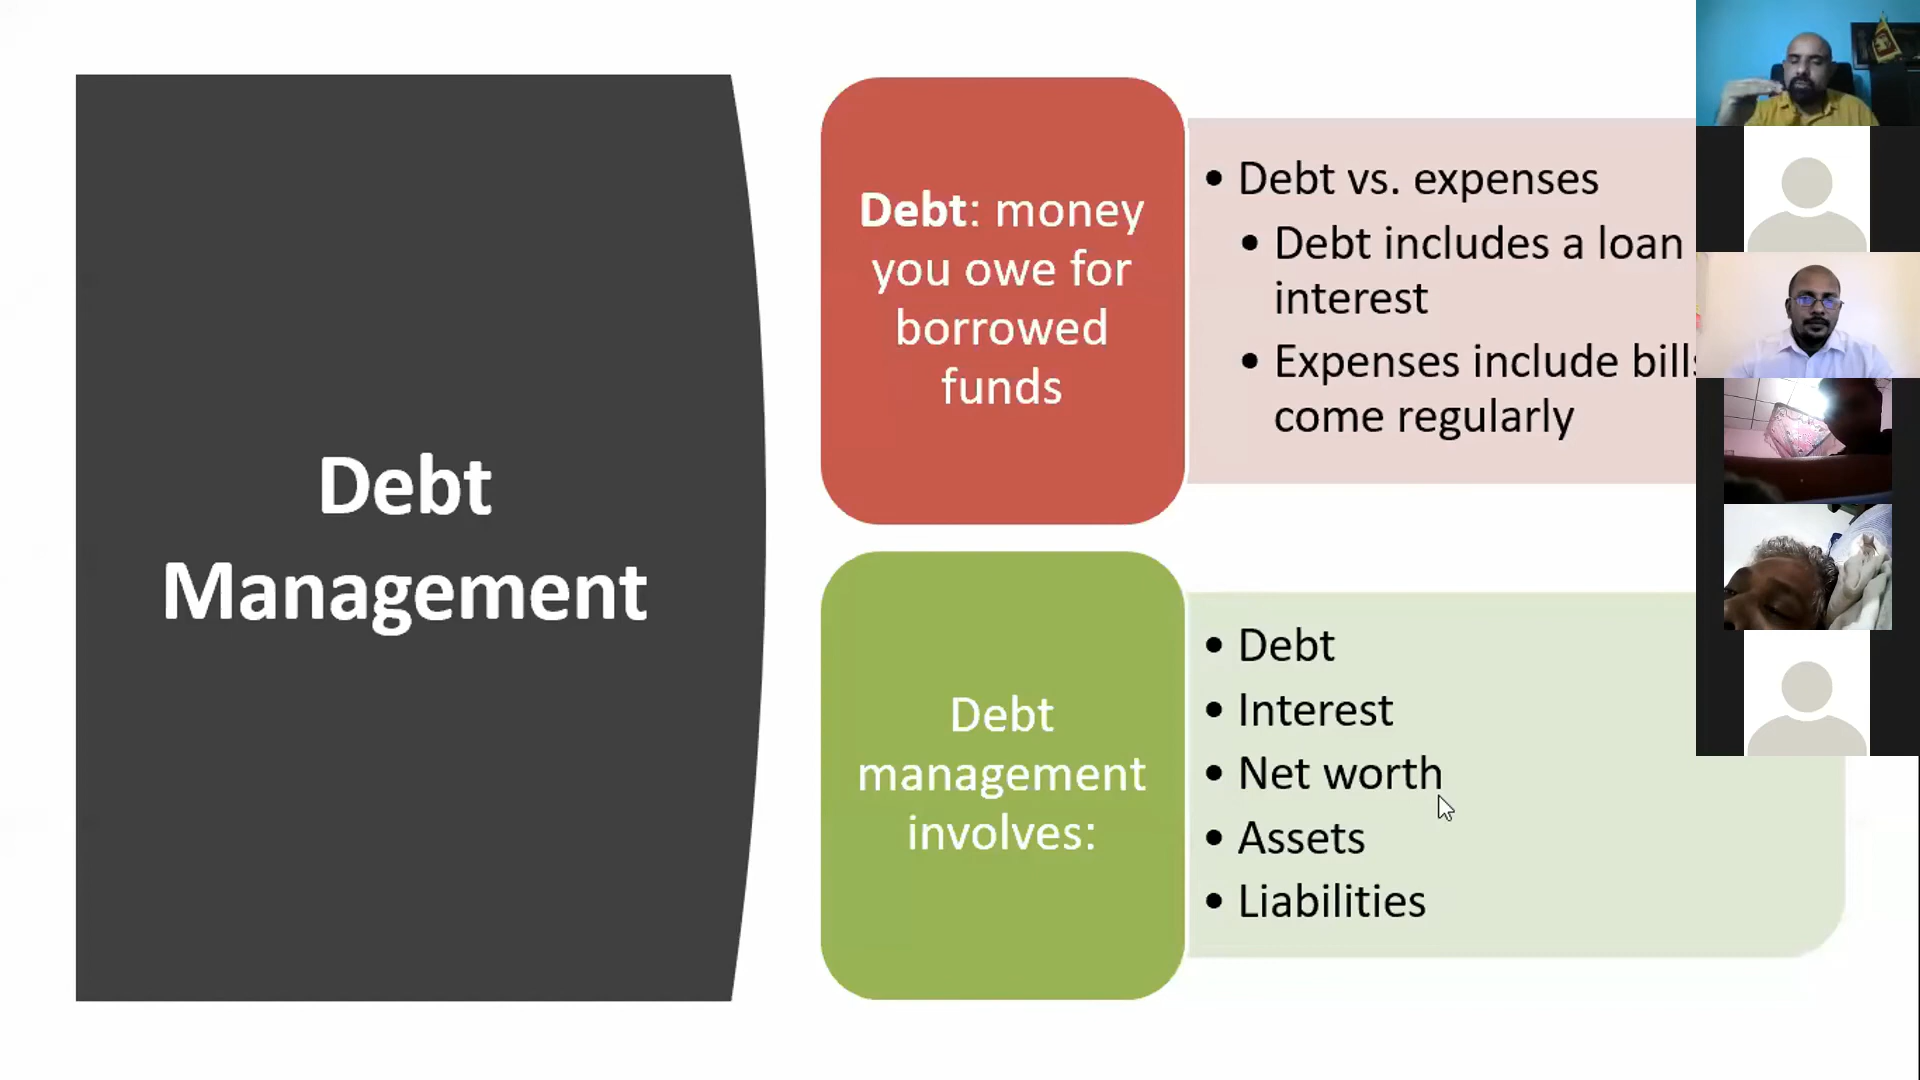 Debt
Management
Debt: money
you owe for
borrowed
funds
• Debt vs. expenses
• Debt includes a loan
interest
• Expenses include bills
come regularly
Debt
management
involves:
• Debt
• Interest
• Net worth
• Assets
• Liabilities